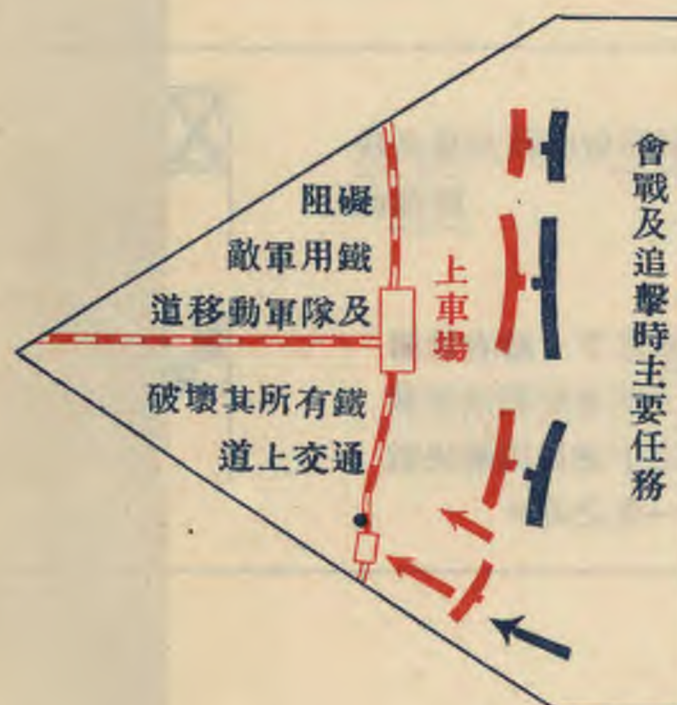 會戰及追擊時主要任務
上車場
阻礙
敵軍用鐵
道移動軍隊及
破壞其所有鐵
道上交通